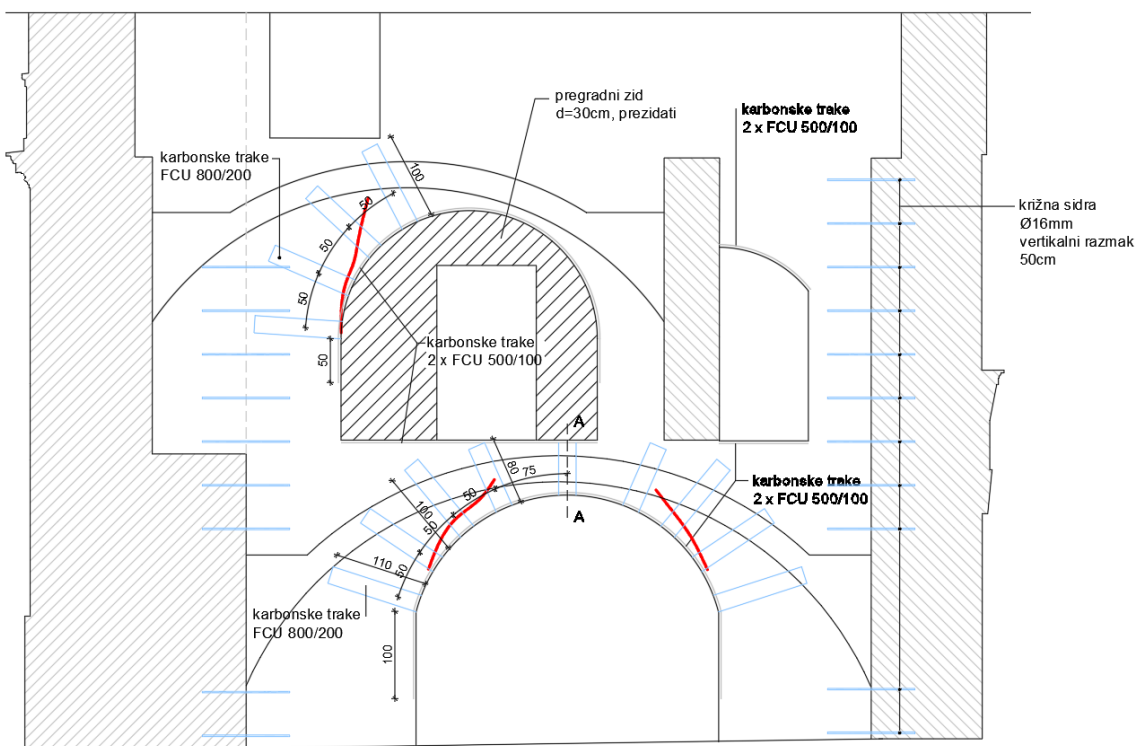 pregradni zid
d=30cm, prezidati
karbonske trake
2 x FCU 500/100
karbonske trake
FCU 800/200
100
50
50
50
50
križna sidra
Ø16mm
vertikalni razmak
50cm
karbonske trake
2 x FCU 500/100
A
80
75
50
100
50
110
50
A
karbonske trake
2 x FCU 500/100
karbonske trake
FCU 800/200
100